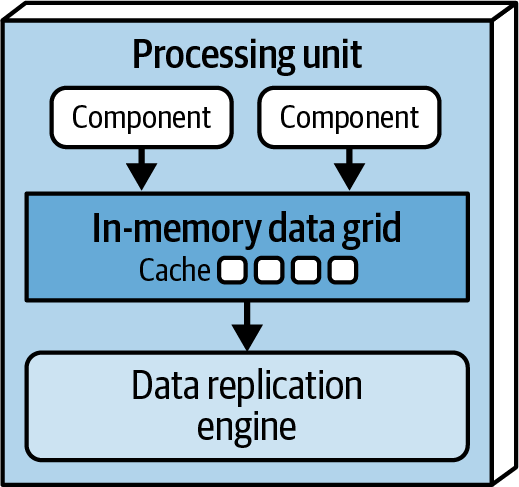 Processing unit
Component
Component
In-memory data grid
Cache
Data replication
engine